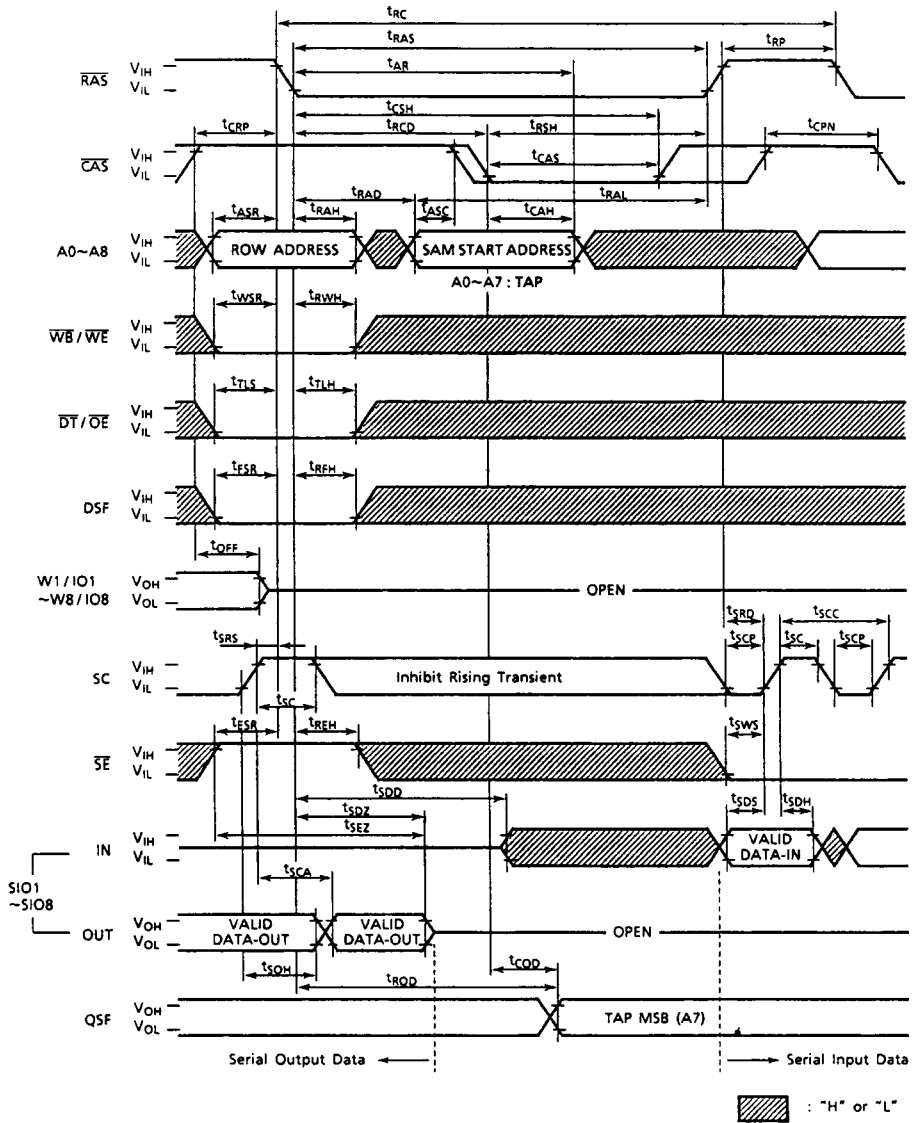 tRC
tRAS
tRP
tAR
RAS
VIH
VIL
tCSH
tCRP
tRCD
tRSH
tCPN
CAS
VIH
VIL
tCAS
tRAD
tRAL
tASR
tRAH
tASC
tCAH
A0~A8
VIH
VIL
ROW ADDRESS
SAM START ADDRESS
A0~A7 : TAP
tWSR
tRWH
WB/WE
VIH
VIL
tTLS
tTLH
DT/OE
VIH
VIL
tFSR
tRFH
DSF
VIH
VIL
tOFF
W1/IO1
~W8/IO8
VOH
VOL
OPEN
tSRD
tSCC
tSRS
tSCP
tSC
tSCP
SC
VIH
VIL
Inhibit Rising Transient
tSC
tESR
tREH
tSWS
SE
VIH
VIL
tSDD
tSDS
tSDH
tSDZ
tSEZ
IN
VIH
VIL
VALID
DATA-IN
SIO1
~SIO8
tSCA
OUT
VOH
VOL
VALID
DATA-OUT
VALID
DATA-OUT
OPEN
tSOH
tCQD
tRQD
QSF
VOH
VOL
TAP MSB (A7)
Serial Output Data
Serial Input Data
: "H" or "L"